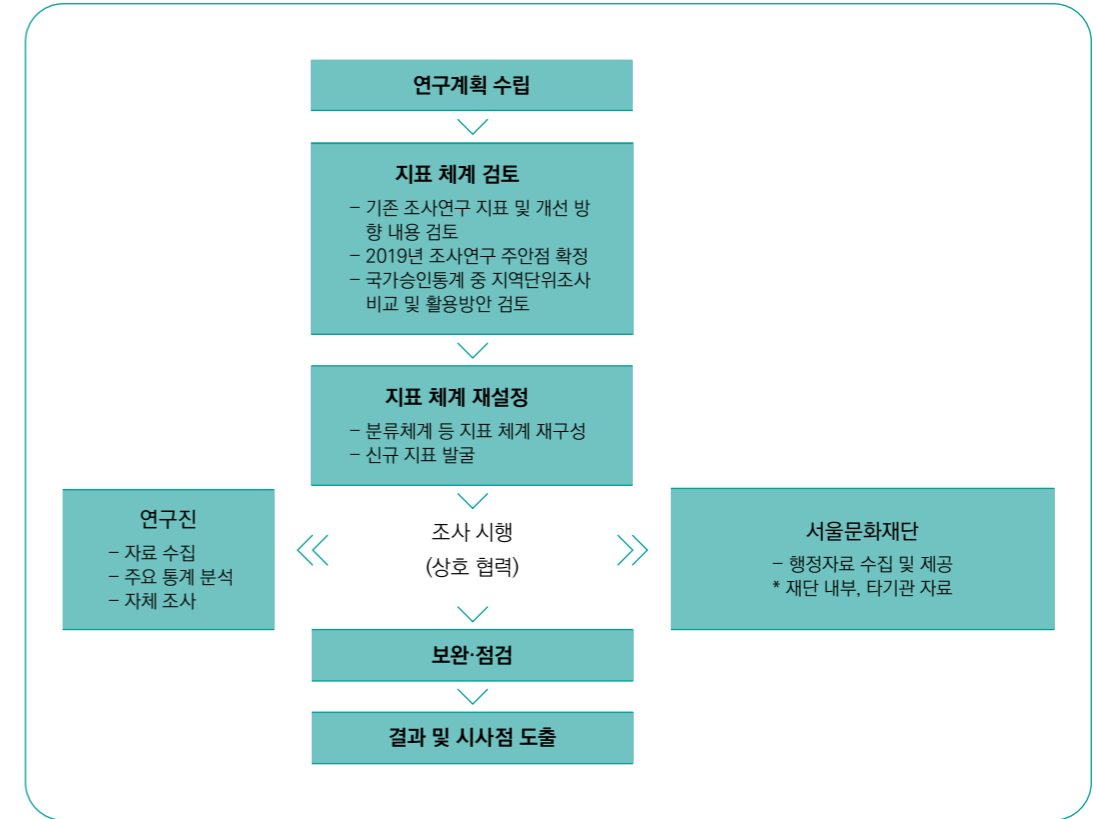 연구계획 수립
지표 체계 검토
– 기존 조사연구 지표 및 개선 방
향 내용 검토
– 2019년 조사연구 주안점 확정
– 국가승인통계 중 지역단위조사
비교 및 활용방안 검토
지표 체계 재설정
– 분류체계 등 지표 체계 재구성
– 신규 지표 발굴
연구진
– 자료 수집
– 주요 통계 분석
– 자체 조사
조사 시행
(상호 협력)
서울문화재단
– 행정자료 수집 및 제공
* 재단 내부, 타기관 자료
보완·점검
결과 및 시사점 도출